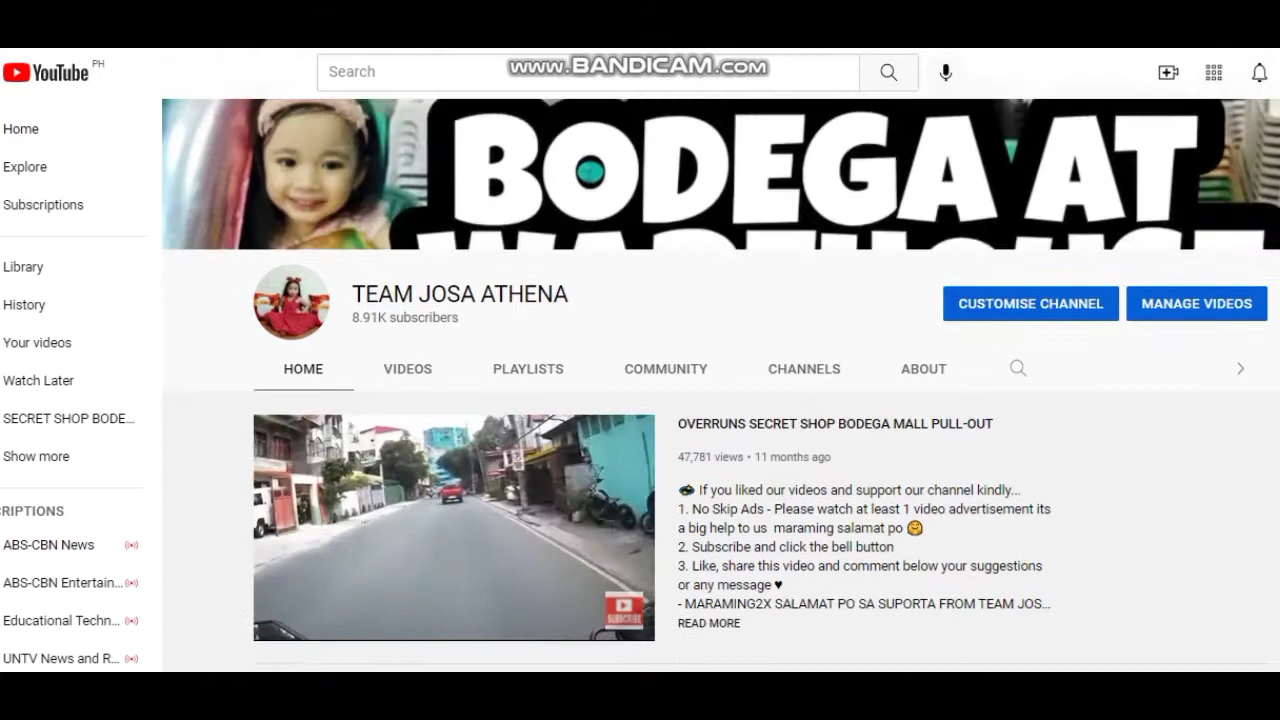 YouTube PH
Search
www.BANDICAM.com
BODEGA AT
WAREHOUSE
Home
Explore
Subscriptions
Library
History
Your videos
Watch Later
SECRET SHOP BODE...
Show more
CRIPTIONS
ABS-CBN News
ABS-CBN Entertain...
Educational Techn...
UNTV News and R...
TEAM JOSA ATHENA
8.91K subscribers
CUSTOMISE CHANNEL
MANAGE VIDEOS
HOME
VIDEOS
PLAYLISTS
COMMUNITY
CHANNELS
ABOUT
SUBSCRIBE
OVERRUNS SECRET SHOP BODEGA MALL PULL-OUT
47,781 views • 11 months ago
If you liked our videos and support our channel kindly...
1. No Skip Ads - Please watch at least 1 video advertisement its
a big help to us maraming salamat po 🤗
2. Subscribe and click the bell button
3. Like, share this video and comment below your suggestions
or any message ♥
- MARAMING2X SALAMAT PO SA SUPORTA FROM TEAM JOS...
READ MORE